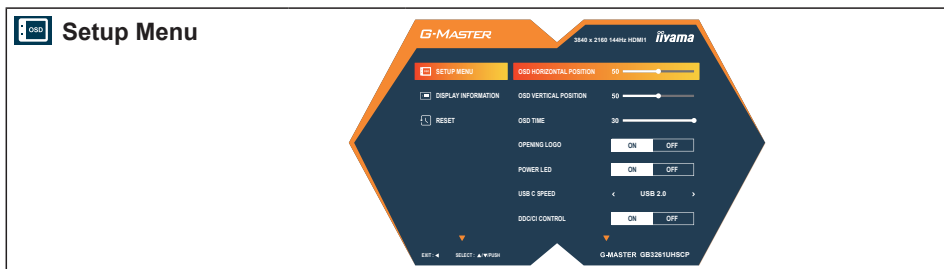 OSD Setup Menu
G-MASTER
3840 x 2160 144Hz HDMI1 iiyama
SETUP MENU OSD HORIZONTAL POSITION 50
DISPLAY INFORMATION OSD VERTICAL POSITION 50
RESET OSD TIME 30
OPENING LOGO ON OFF
POWER LED ON OFF
USB C SPEED ‹ USB 2.0 ›
DDC/CI CONTROL ON OFF
EXIT : ◄ SELECT : ▲/▼/PUSH G-MASTER GB3261UHSCP